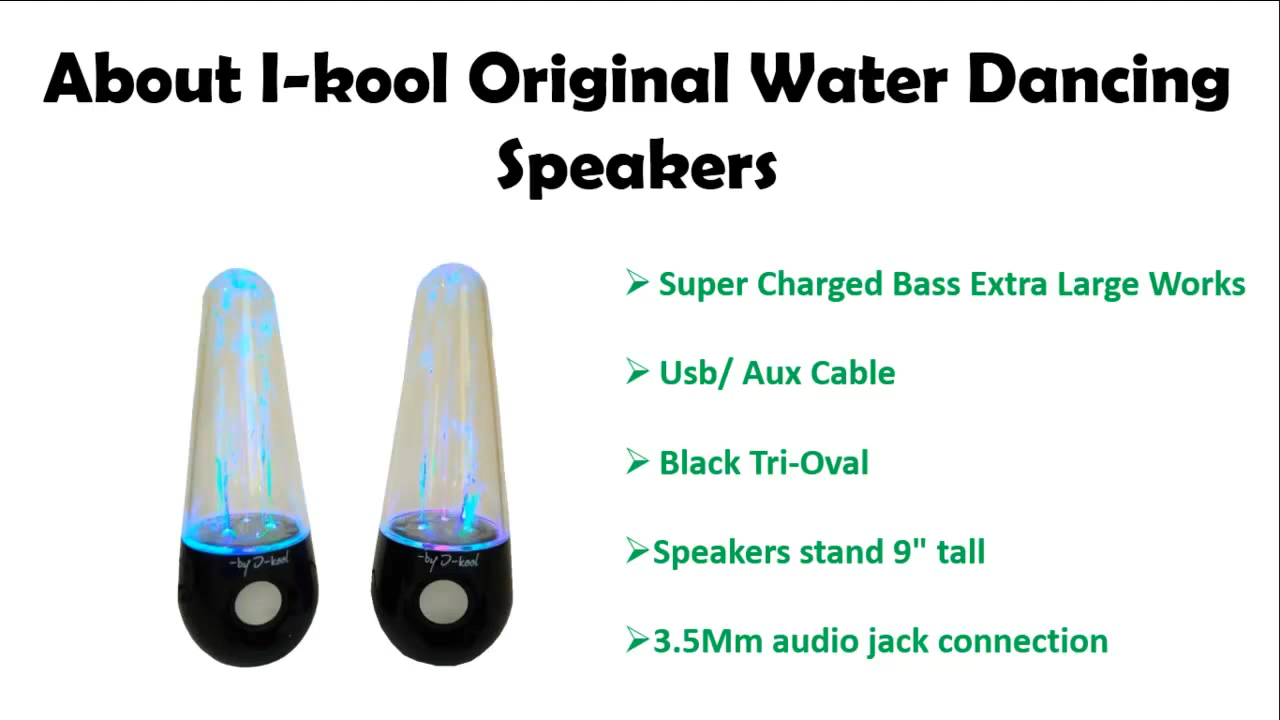 About I-kool Original Water Dancing
Speakers
Super Charged Bass Extra Large Works
Usb/ Aux Cable
Black Tri-Oval
Speakers stand 9" tall
3.5Mm audio jack connection
-by I-kool
-by I-kool